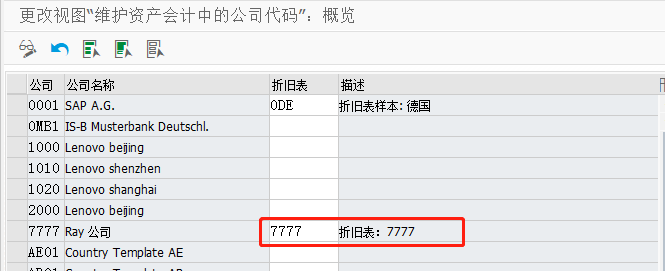 更改视图“维护资产会计中的公司代码”：概览
公司 公司名称 折旧表 描述
0001 SAP A.G. 0DE 折旧表样本: 德国
0MB1 IS-B Musterbank Deutschl.
1000 Lenovo beijing
1010 Lenovo shenzhen
1020 Lenovo shanghai
2000 Lenovo beijing
7777 Ray 公司 7777 折旧表：7777
AE01 Country Template AE